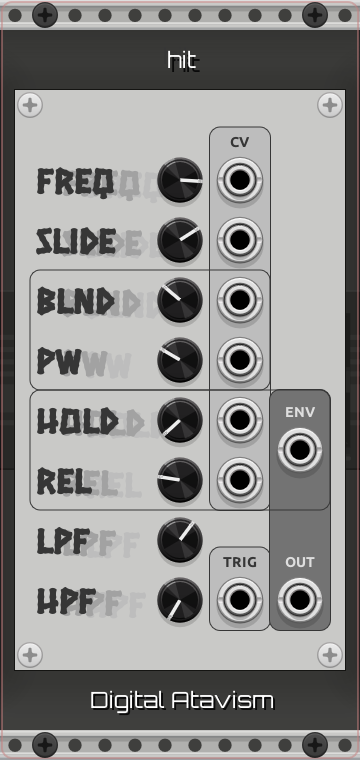 hit
CV
FREQ
SLIDE
BLND
PW
HOLD
ENV
REL
LPF
TRIG OUT
HPF
Digital Atavism